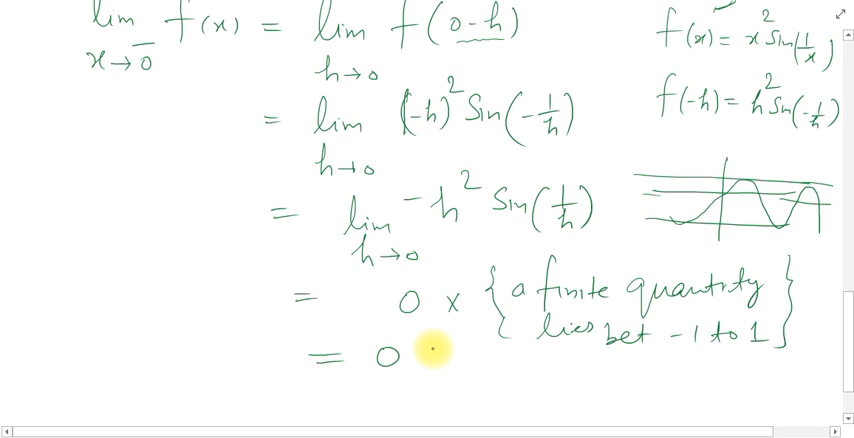 lim f(x) = lim f(0-h)
x→0⁻ h→0
f(x) = x² Sin(1/x)
f(-h) = h² Sin(-1/h)
= lim (-h)² Sin(-1/h)
h→0
= lim -h² Sin(1/h)
h→0
= 0 × { a finite quantity
lies bet -1 to 1 }
= 0